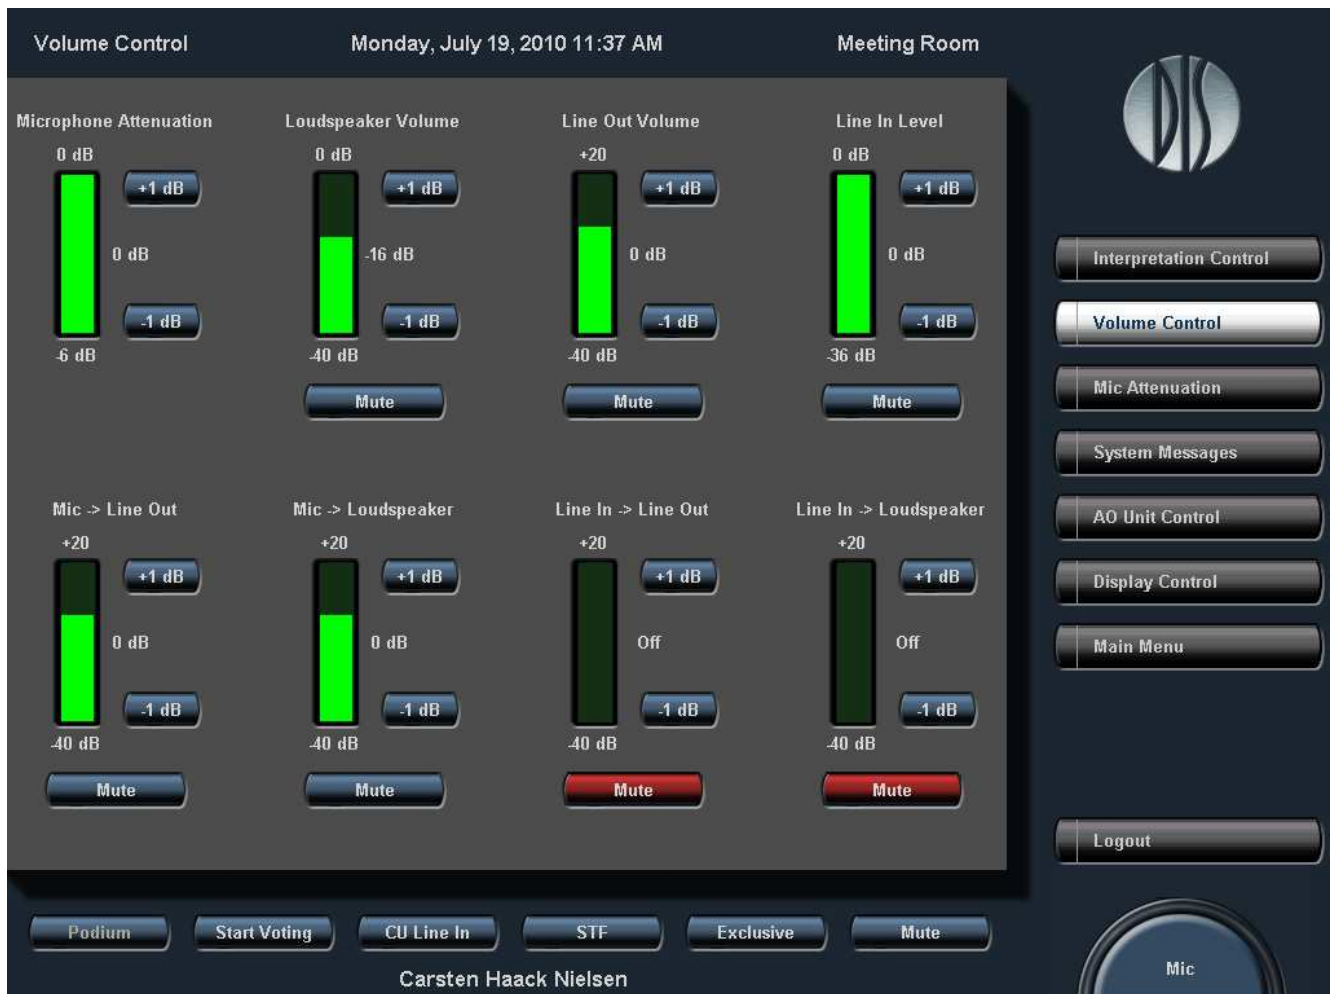 Volume Control Monday, July 19, 2010 11:37 AM Meeting Room
DIS
Microphone Attenuation Loudspeaker Volume Line Out Volume Line In Level
0 dB 0 dB +20 0 dB
+1 dB +1 dB +1 dB +1 dB
0 dB -16 dB 0 dB 0 dB
-1 dB -1 dB -1 dB -1 dB
-6 dB -40 dB -40 dB -36 dB
Mute Mute Mute
Mic -> Line Out Mic -> Loudspeaker Line In -> Line Out Line In -> Loudspeaker
+20 +20 +20 +20
+1 dB +1 dB +1 dB +1 dB
0 dB 0 dB Off Off
-1 dB -1 dB -1 dB -1 dB
-40 dB -40 dB -40 dB -40 dB
Mute Mute Mute Mute
Interpretation Control
Volume Control
Mic Attenuation
System Messages
AO Unit Control
Display Control
Main Menu
Logout
Podium Start Voting CU Line In STF Exclusive Mute
Carsten Haack Nielsen
Mic